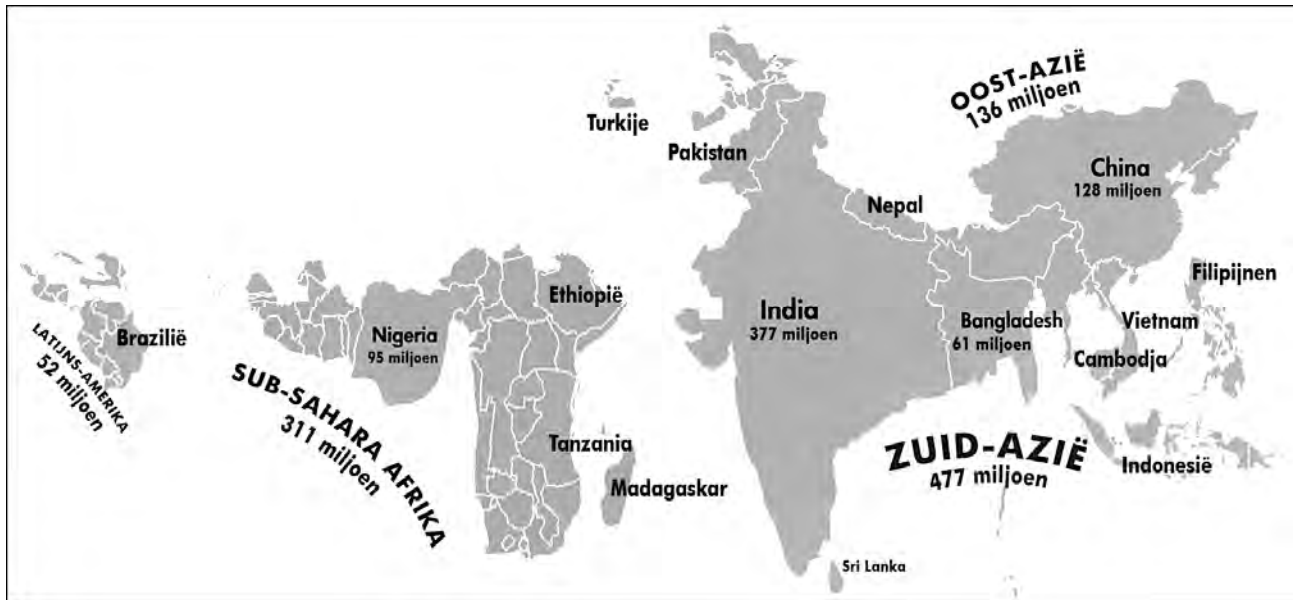 OOST-AZIË
136 miljoen
Turkije
Pakistan
China
128 miljoen
Nepal
Ethiopië
Filipijnen
India
377 miljoen
Bangladesh
61 miljoen
Vietnam
Nigeria
95 miljoen
Brazilië
LATIJNS-AMERIKA
52 miljoen
Cambodja
SUB-SAHARA AFRIKA
311 miljoen
Tanzania
ZUID-AZIË
477 miljoen
Indonesië
Madagaskar
Sri Lanka